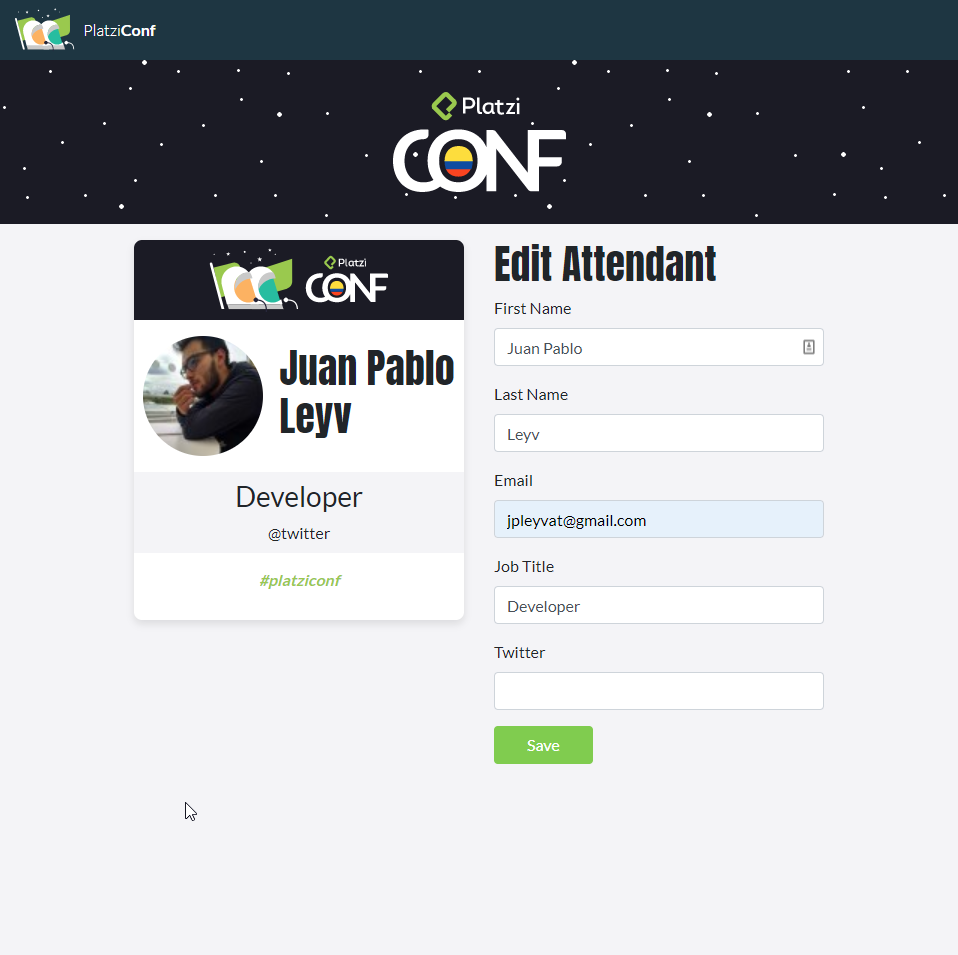 PlatziConf
Platzi
CONF
Platzi
CONF
Juan Pablo
Leyv
Developer
@twitter
#platziconf
Edit Attendant
First Name
Juan Pablo
Last Name
Leyv
Email
jpleyvat@gmail.com
Job Title
Developer
Twitter
Save